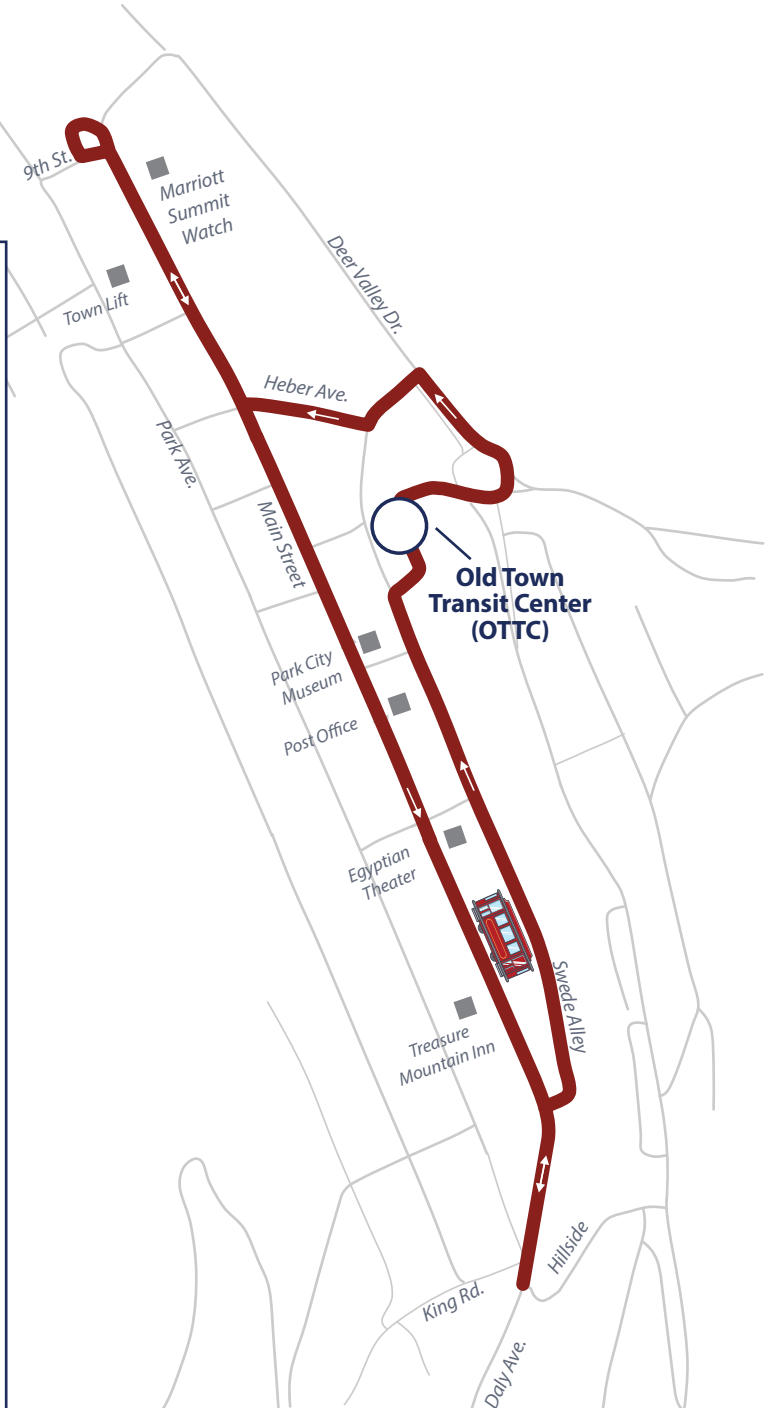 9th St.
Marriott
Summit
Watch
Deer Valley Dr.
Town Lift
Heber Ave.
Park Ave.
Main Street
Old Town
Transit Center
(OTTC)
Park City
Museum
Post Office
Egyptian
Theater
Swede Alley
Treasure
Mountain Inn
Hillside
King Rd.
Daly Ave.